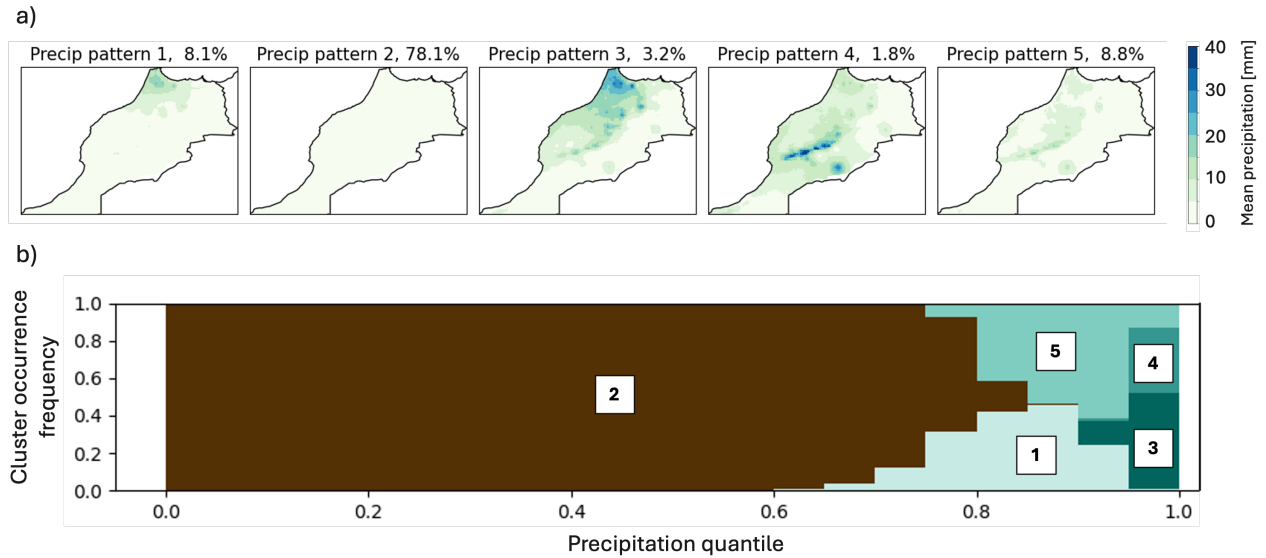 a)
Precip pattern 1, 8.1%
Precip pattern 2, 78.1%
Precip pattern 3, 3.2%
Precip pattern 4, 1.8%
Precip pattern 5, 8.8%
40
30
20
10
0
Mean precipitation [mm]
b)
Cluster occurrence
frequency
1.0
0.8
0.6
0.4
0.2
0.0
2
5
4
1
3
0.0 0.2 0.4 0.6 0.8 1.0
Precipitation quantile